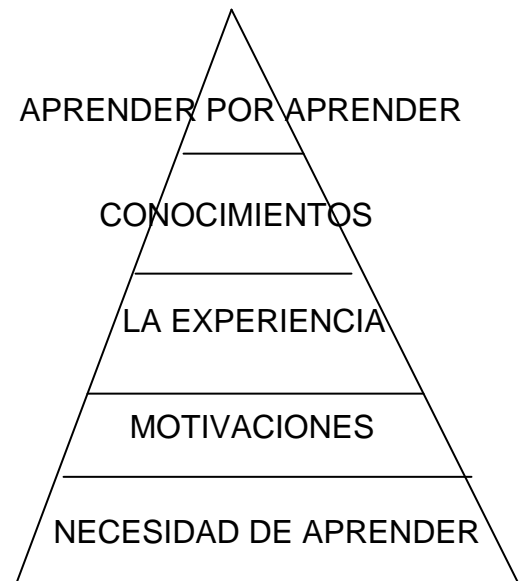 APRENDER POR APRENDER
CONOCIMIENTOS
LA EXPERIENCIA
MOTIVACIONES
NECESIDAD DE APRENDER